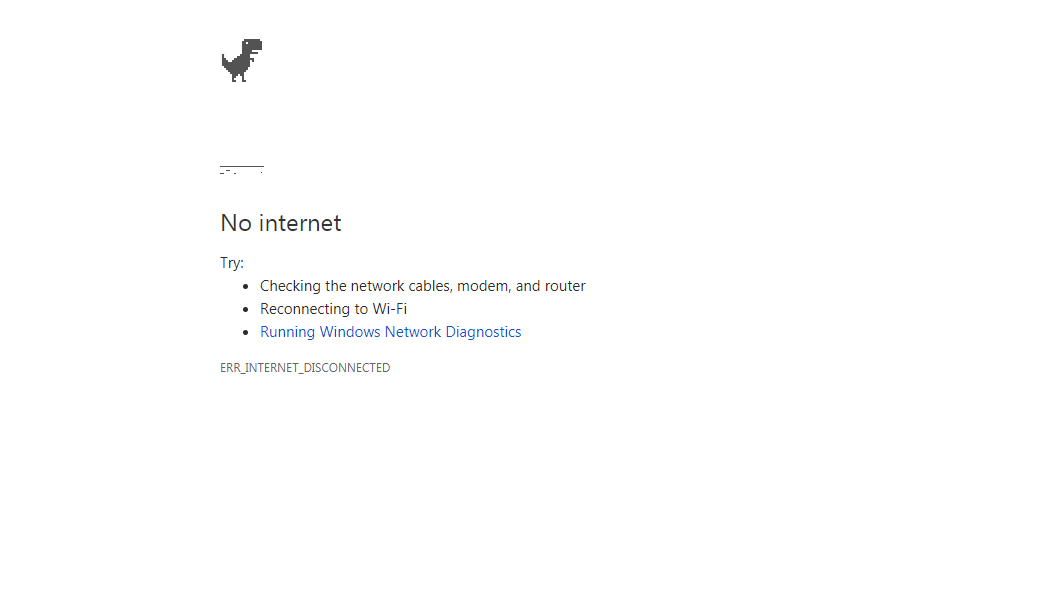 No internet
Try:
Checking the network cables, modem, and router
Reconnecting to Wi-Fi
Running Windows Network Diagnostics
ERR_INTERNET_DISCONNECTED